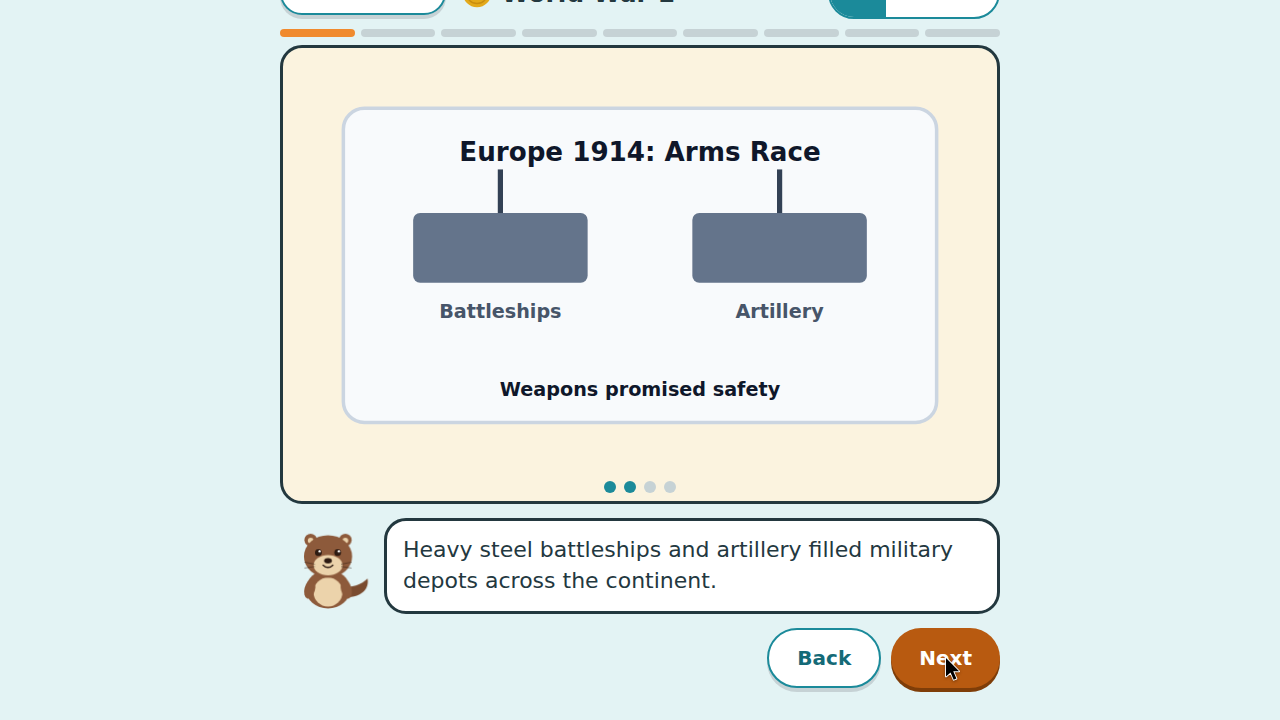 Europe 1914: Arms Race
Battleships
Artillery
Weapons promised safety
Heavy steel battleships and artillery filled military
depots across the continent.
Back
Next